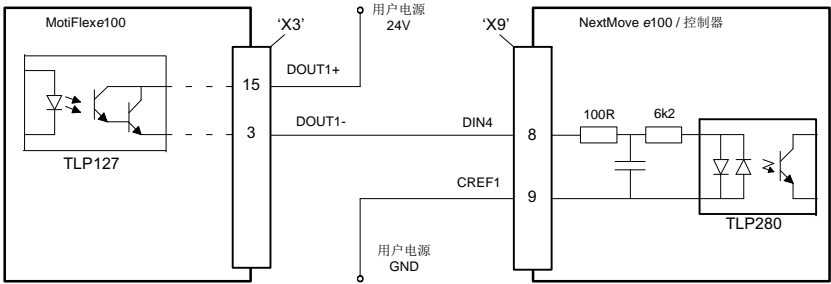 MotiFlexe100
'X3'
用户电源
24V
'X9'
NextMove e100 / 控制器
15
DOUT1+
3
DOUT1-
TLP127
DIN4
8
100R
6k2
CREF1
9
TLP280
用户电源
GND